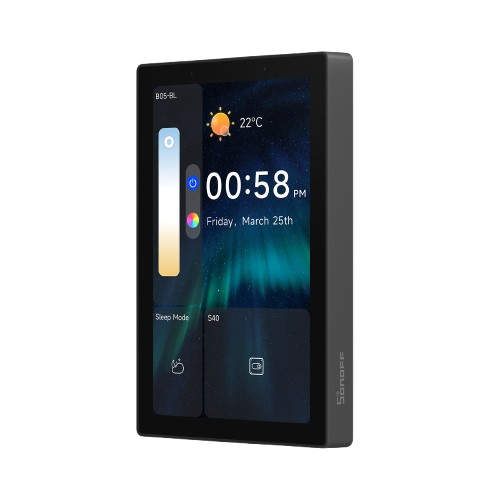 B05-BL
22°C
00:58 PM
Friday, March 25th
Sleep Mode
S40
SONOFF